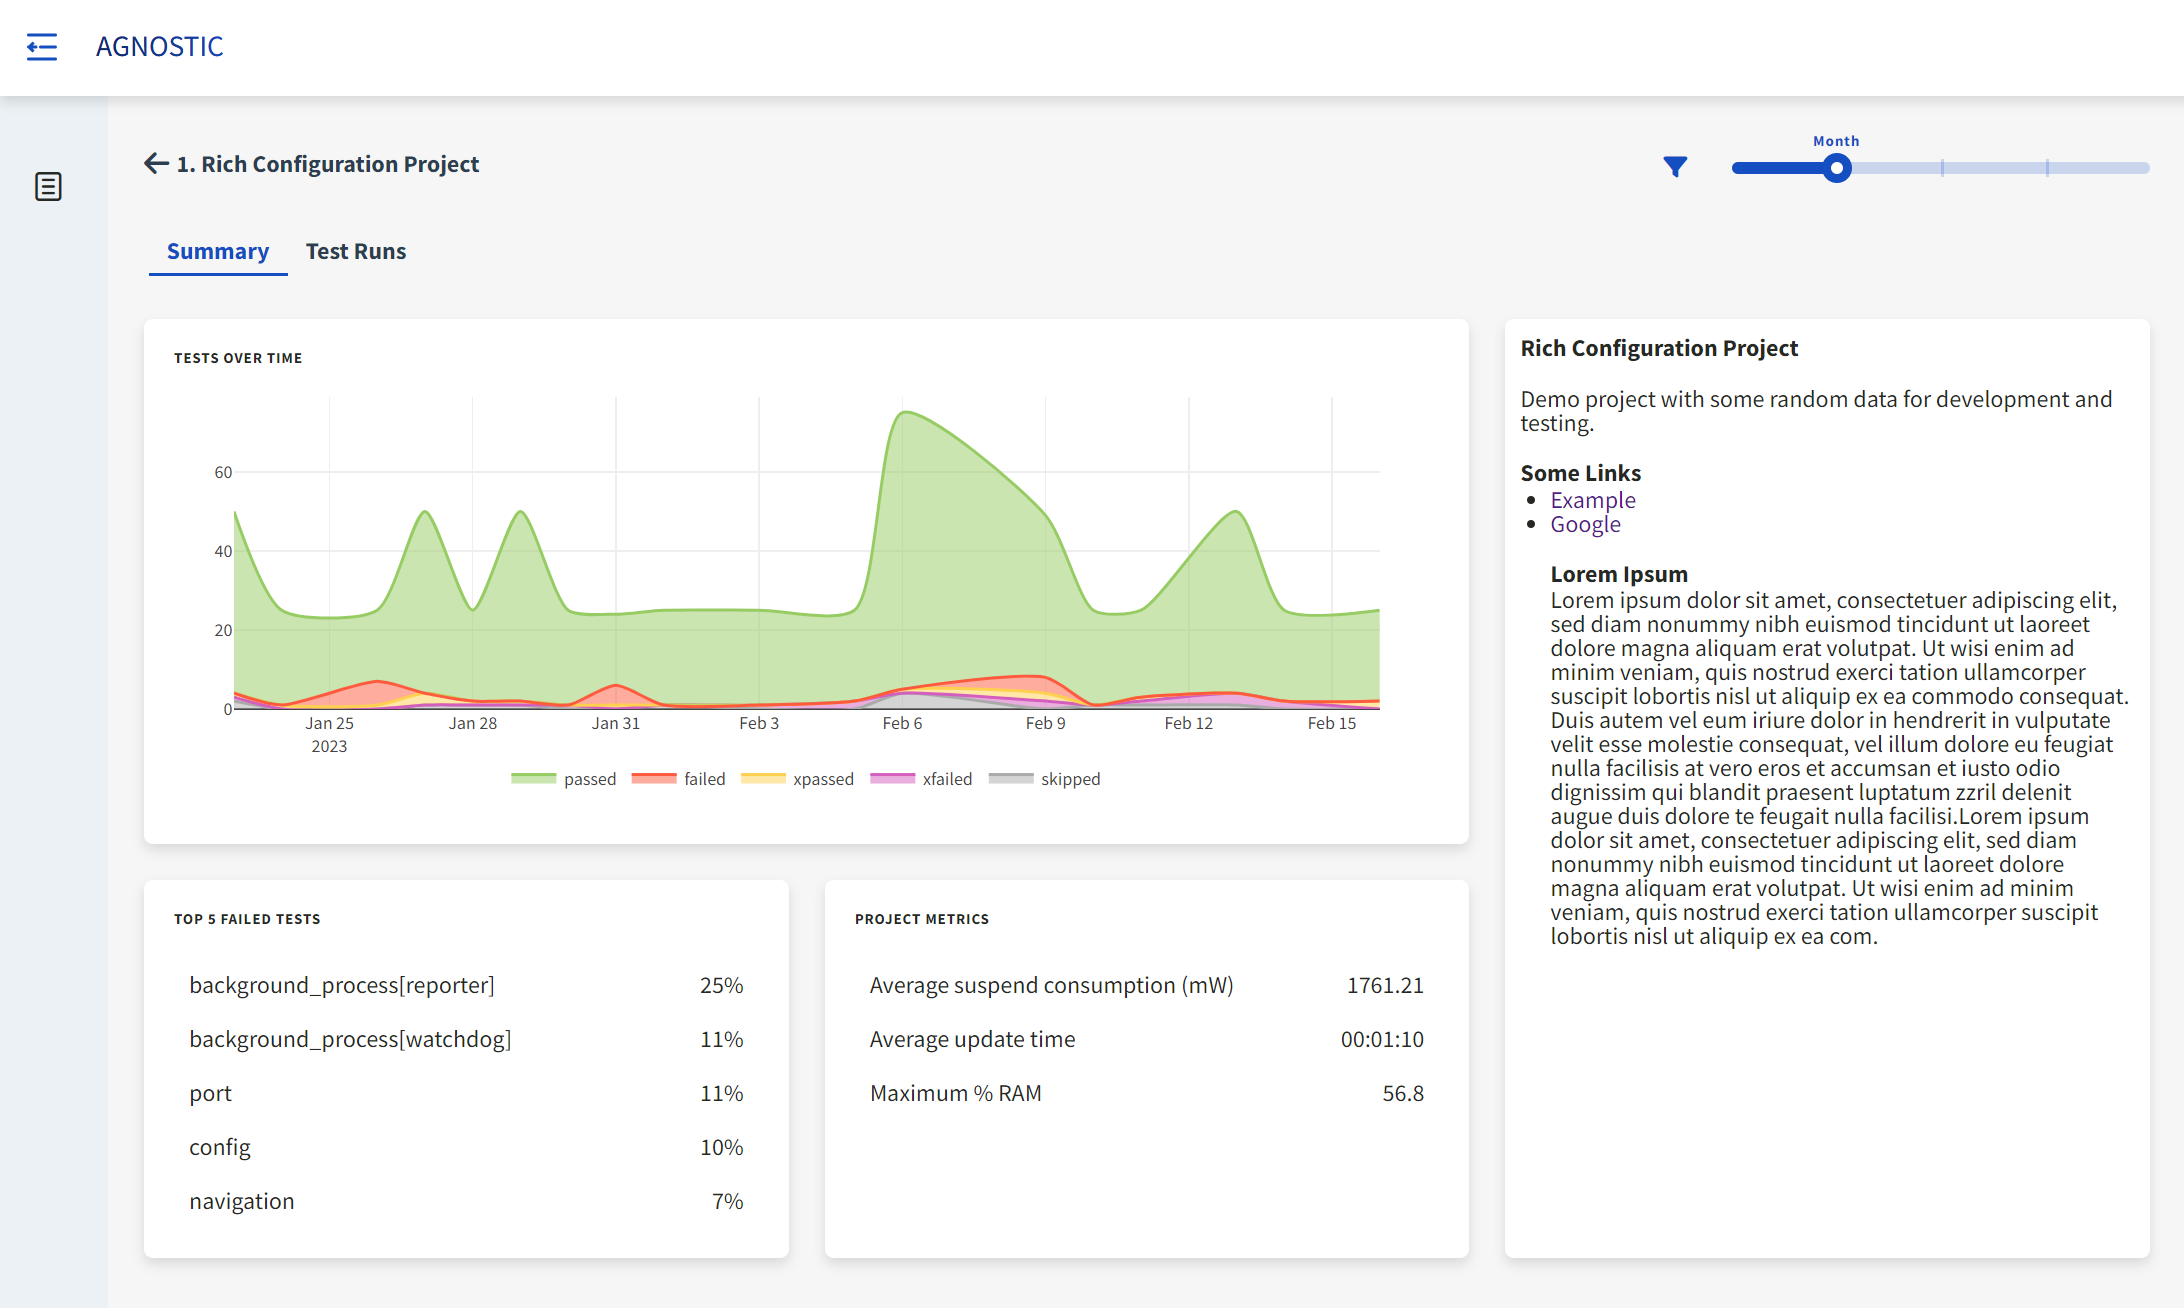 AGNOSTIC
1. Rich Configuration Project
Month
Summary
Test Runs
TESTS OVER TIME
60
40
20
0
Jan 25
2023
Jan 28
Jan 31
Feb 3
Feb 6
Feb 9
Feb 12
Feb 15
passed
failed
xpassed
xfailed
skipped
TOP 5 FAILED TESTS
background_process[reporter] 25%
background_process[watchdog] 11%
port 11%
config 10%
navigation 7%
PROJECT METRICS
Average suspend consumption (mW) 1761.21
Average update time 00:01:10
Maximum % RAM 56.8
Rich Configuration Project
Demo project with some random data for development and
testing.
Some Links
Example
Google
Lorem Ipsum
Lorem ipsum dolor sit amet, consectetuer adipiscing elit,
sed diam nonummy nibh euismod tincidunt ut laoreet
dolore magna aliquam erat volutpat. Ut wisi enim ad
minim veniam, quis nostrud exerci tation ullamcorper
suscipit lobortis nisl ut aliquip ex ea commodo consequat.
Duis autem vel eum iriure dolor in hendrerit in vulputate
velit esse molestie consequat, vel illum dolore eu feugiat
nulla facilisis at vero eros et accumsan et iusto odio
dignissim qui blandit praesent luptatum zzril delenit
augue duis dolore te feugait nulla facilisi.Lorem ipsum
dolor sit amet, consectetuer adipiscing elit, sed diam
nonummy nibh euismod tincidunt ut laoreet dolore
magna aliquam erat volutpat. Ut wisi enim ad minim
veniam, quis nostrud exerci tation ullamcorper suscipit
lobortis nisl ut aliquip ex ea com.